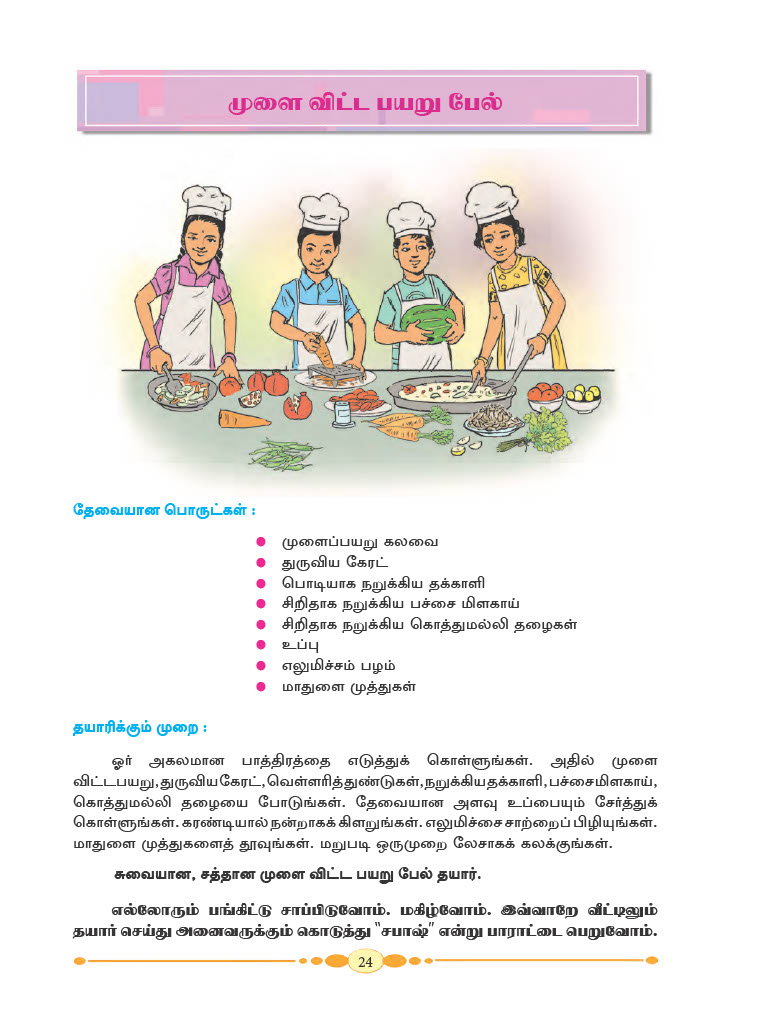 முளை விட்ட பயறு பேல்
தேவையான பொருட்கள் :
● முளைப்பயறு கலவை
● துருவிய கேரட்
● பொடியாக நறுக்கிய தக்காளி
● சிறிதாக நறுக்கிய பச்சை மிளகாய்
● சிறிதாக நறுக்கிய கொத்துமல்லி தழைகள்
● உப்பு
● எலுமிச்சம் பழம்
● மாதுளை முத்துகள்
தயாரிக்கும் முறை :
ஓர் அகலமான பாத்திரத்தை எடுத்துக் கொள்ளுங்கள். அதில் முளை
விட்டபயறு, துருவியகேரட், வெள்ளரித்துண்டுகள், நறுக்கியதக்காளி, பச்சைமிளகாய்,
கொத்துமல்லி தழையை போடுங்கள். தேவையான அளவு உப்பையும் சேர்த்துக்
கொள்ளுங்கள். கரண்டியால் நன்றாகக் கிளறுங்கள். எலுமிச்சை சாற்றைப் பிழியுங்கள்.
மாதுளை முத்துகளைத் தூவுங்கள். மறுபடி ஒருமுறை லேசாகக் கலக்குங்கள்.
சுவையான, சத்தான முளை விட்ட பயறு பேல் தயார்.
எல்லோரும் பங்கிட்டு சாப்பிடுவோம். மகிழ்வோம். இவ்வாறே வீட்டிலும்
தயார் செய்து அனைவருக்கும் கொடுத்து "சபாஷ்" என்று பாராட்டை பெறுவோம்.
24